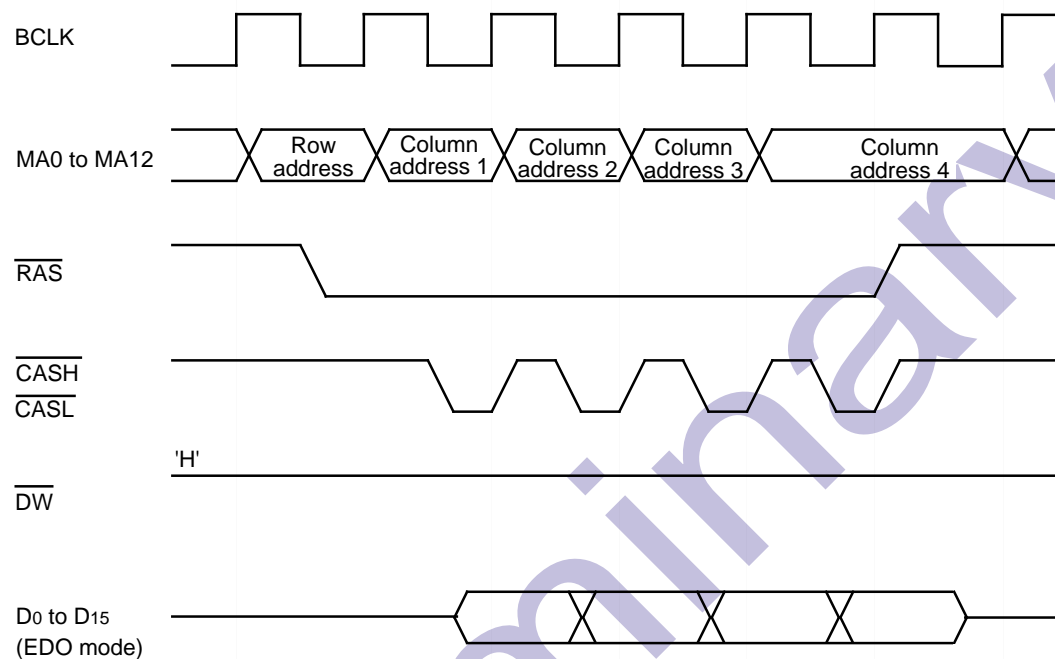 BCLK
MA0 to MA12
Row
address
Column
address 1
Column
address 2
Column
address 3
Column
address 4
RAS
CASH
CASL
'H'
DW
D0 to D15
(EDO mode)
minary